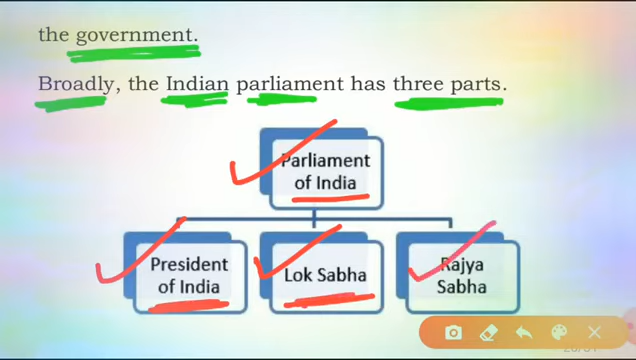 the government.
Broadly, the Indian parliament has three parts.
Parliament
of India
President
of India
Lok Sabha
Rajya
Sabha